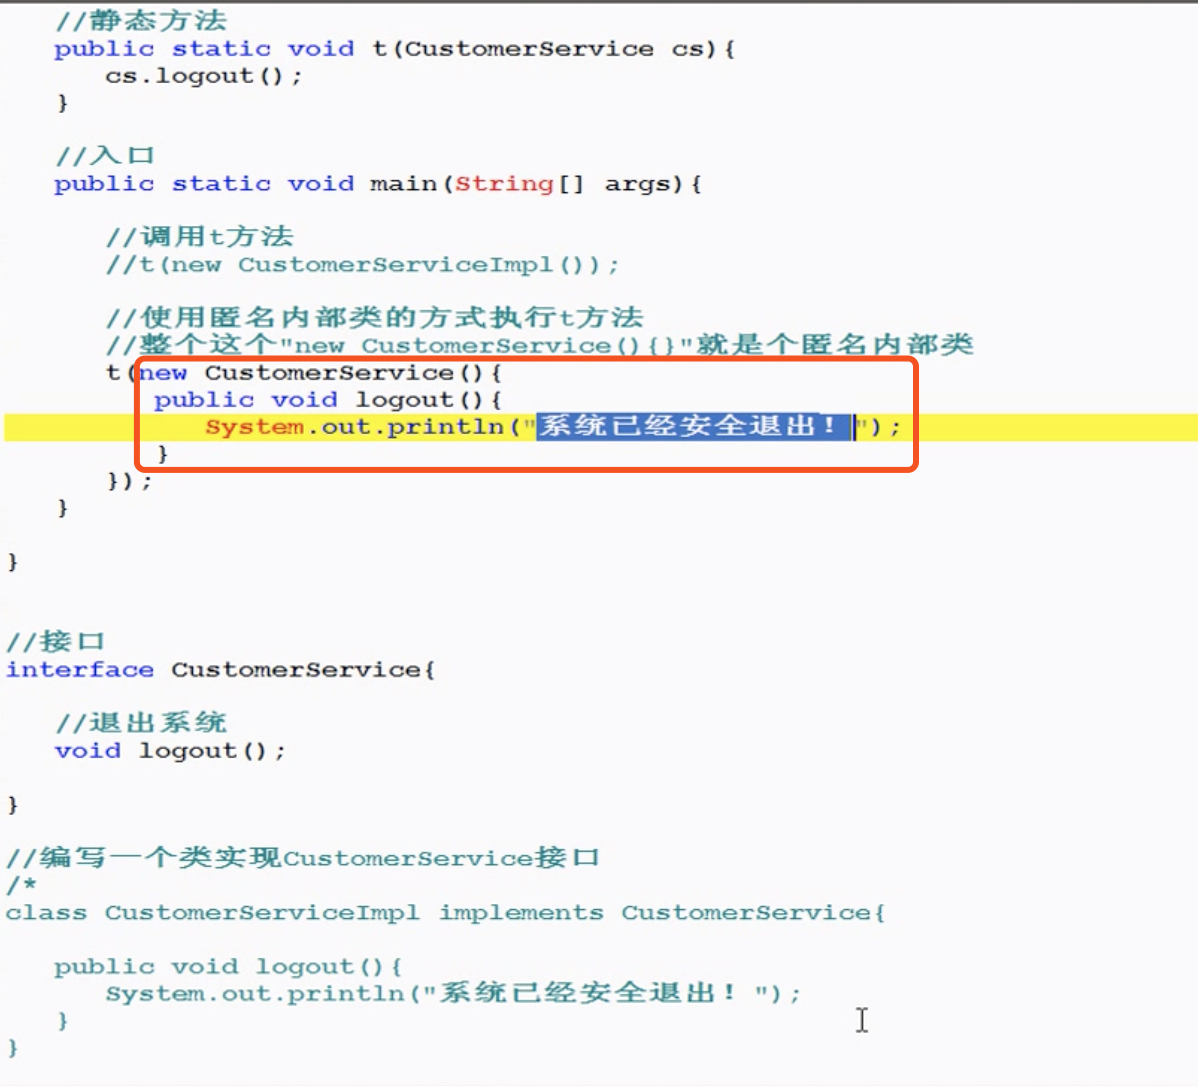 //静态方法
public static void t(CustomerService cs){
cs.logout();
}
//入口
public static void main(String[] args){
//调用t方法
//t(new CustomerServiceImpl());
//使用匿名内部类的方式执行t方法
//整个这个"new CustomerService(){}"就是个匿名内部类
t(new CustomerService(){
public void logout(){
System.out.println("系统已经安全退出！");
}
});
}
}
//接口
interface CustomerService{
//退出系统
void logout();
}
//编写一个类实现CustomerService接口
/*
class CustomerServiceImpl implements CustomerService{
public void logout(){
System.out.println("系统已经安全退出！");
}
}